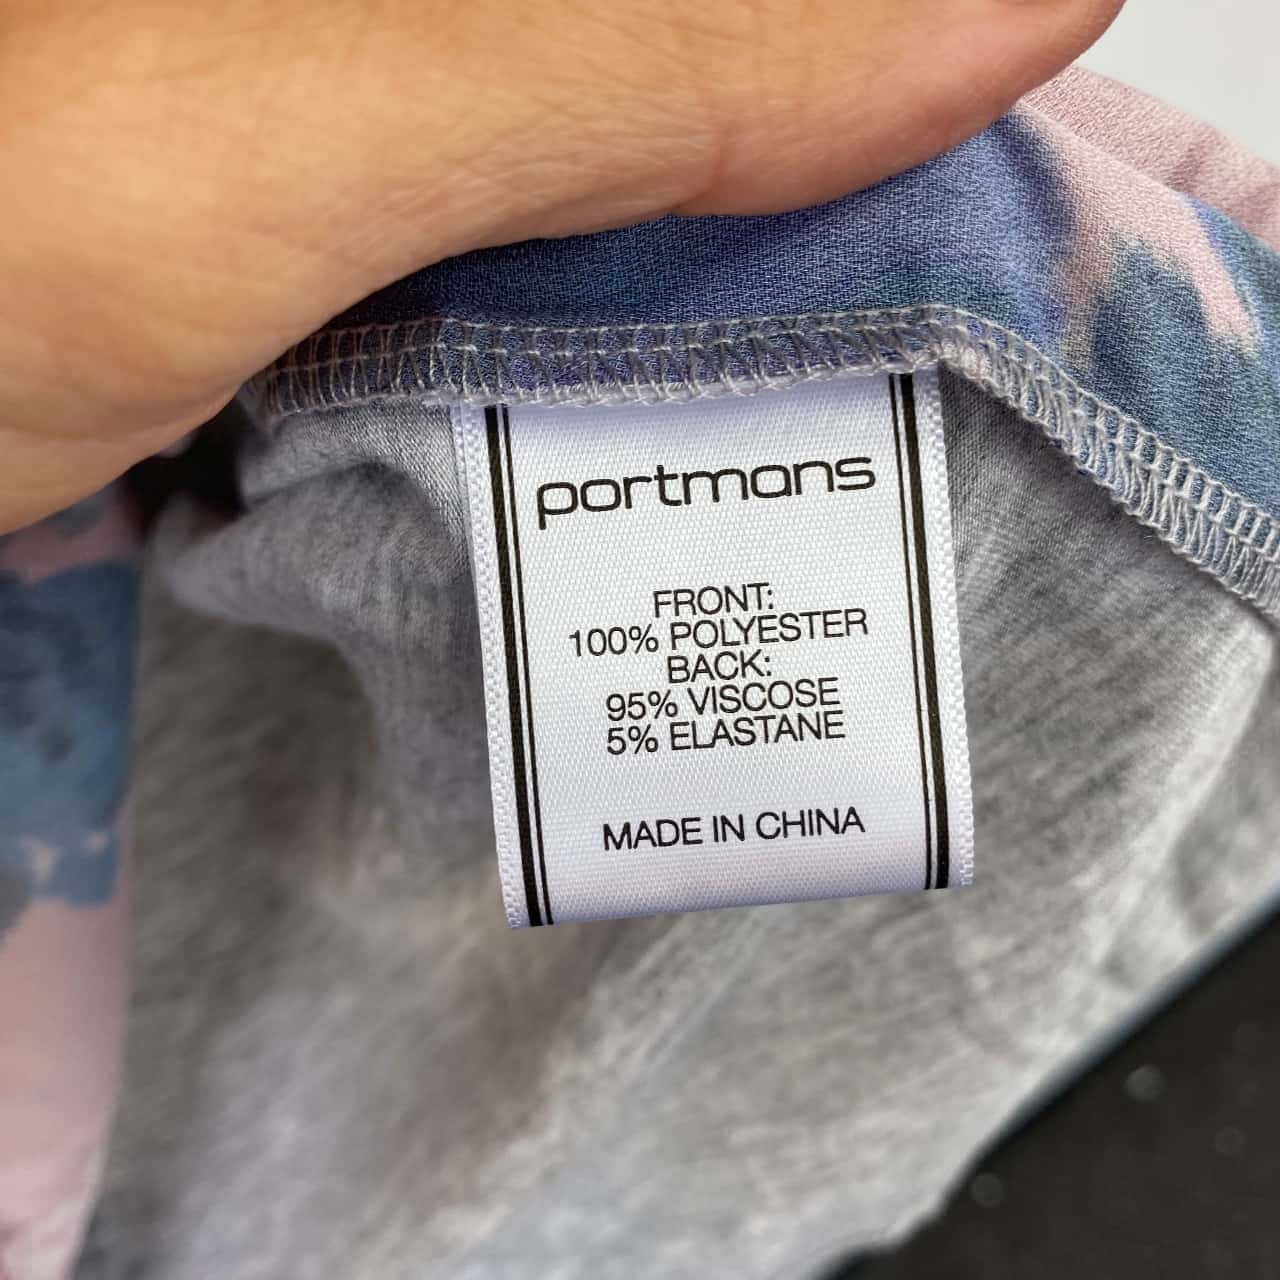 portmans
FRONT:
100% POLYESTER
BACK:
95% VISCOSE
5% ELASTANE
MADE IN CHINA